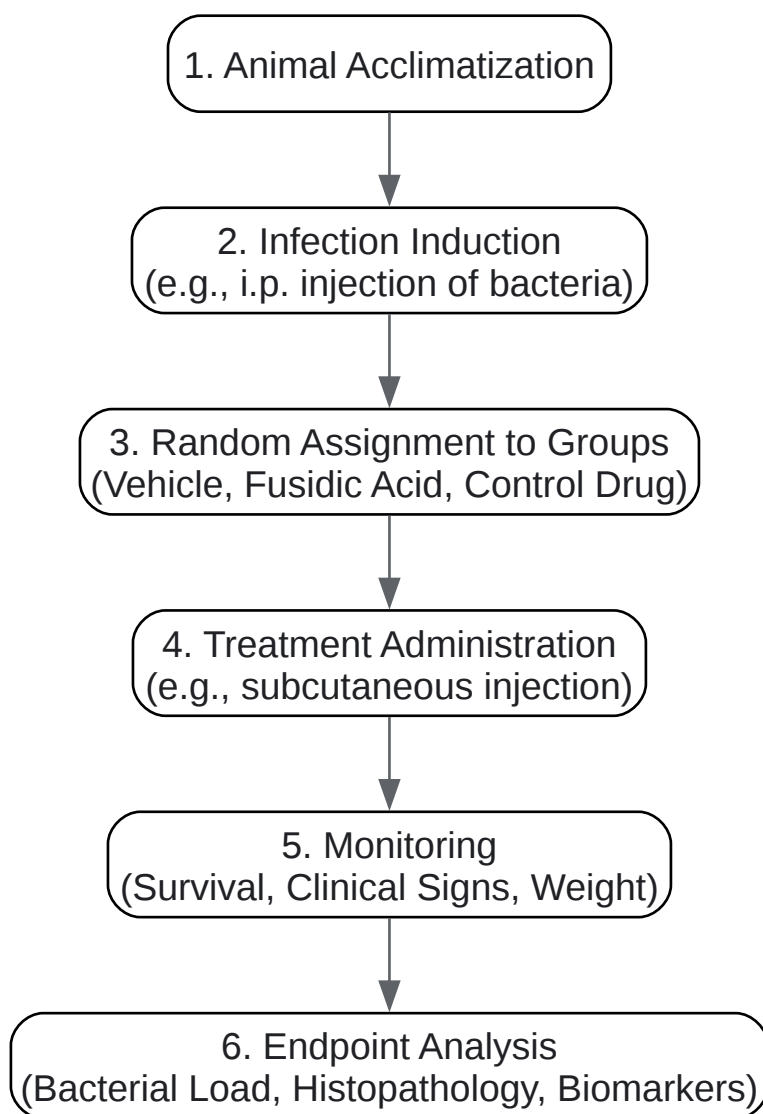 1. Animal Acclimatization
2. Infection Induction
(e.g., i.p. injection of bacteria)
3. Random Assignment to Groups
(Vehicle, Fusidic Acid, Control Drug)
4. Treatment Administration
(e.g., subcutaneous injection)
5. Monitoring
(Survival, Clinical Signs, Weight)
6. Endpoint Analysis
(Bacterial Load, Histopathology, Biomarkers)